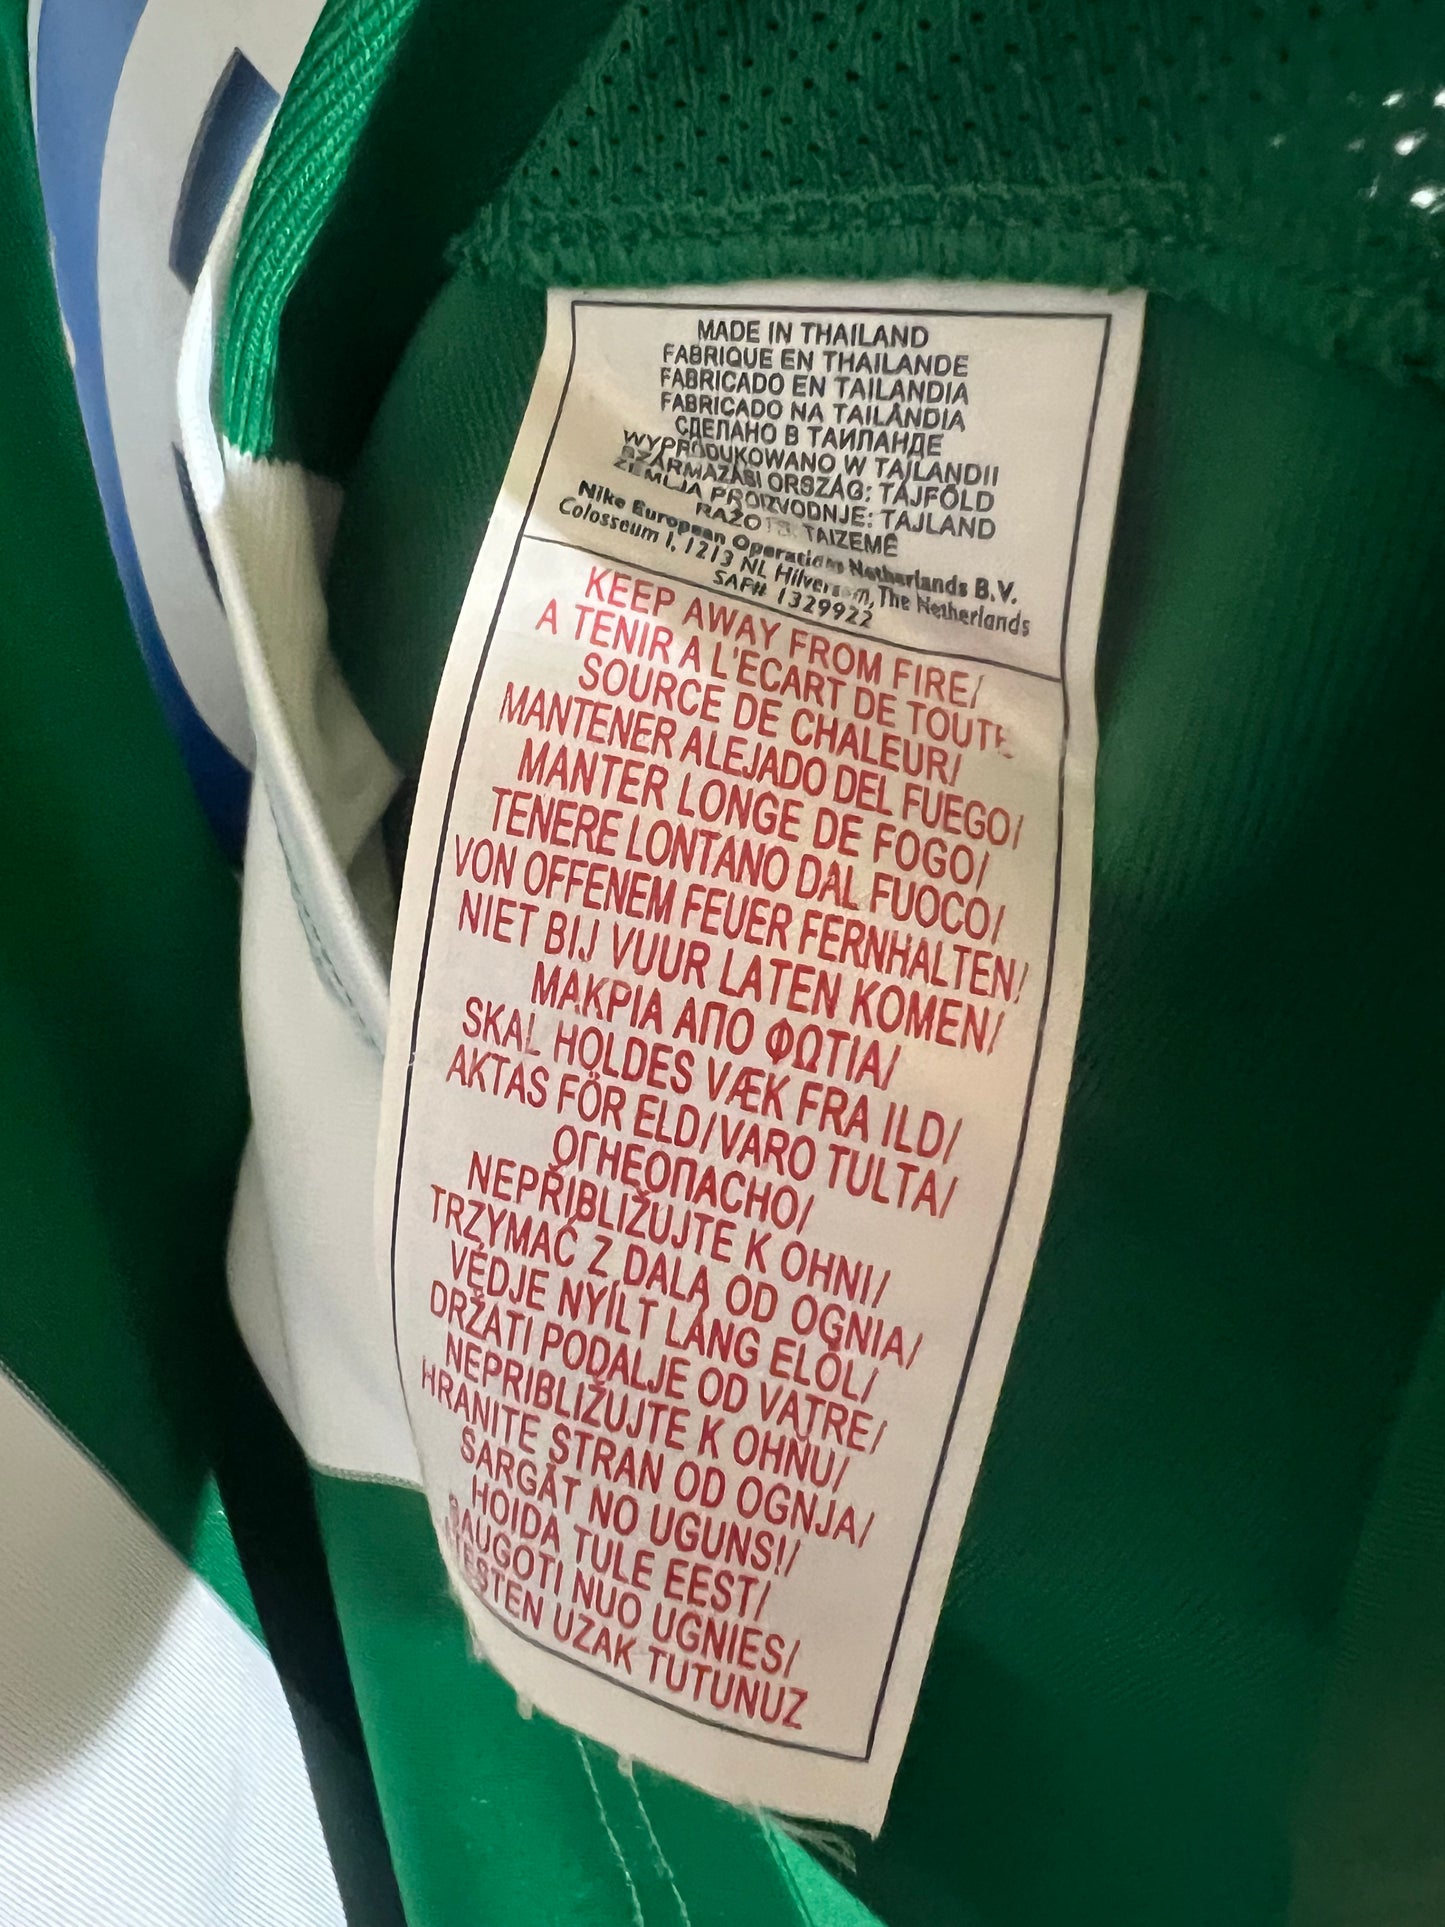 MADE IN THAILAND
FABRIQUE EN THAILANDE
FABRICADO EN TAILANDIA
FABRICADO NA TAILÂNDIA
СДЕЛАНО В ТАИЛАНДЕ
WYPRODUKOWANO W TAJLANDII
SZÁRMAZÁSI ORSZÁG: TÁJFÖLD
ZEMLJA PROIZVODNJE: TAJLAND
RAŽOTS TAIZEMĒ
Nike European Operations Netherlands B.V.
Colosseum 1, 1213 NL Hilversum, The Netherlands
SAP# 1329922
KEEP AWAY FROM FIRE/
A TENIR A L'ECART DE TOUTE
SOURCE DE CHALEUR/
MANTENER ALEJADO DEL FUEGO/
MANTER LONGE DE FOGO/
TENERE LONTANO DAL FUOCO/
VON OFFENEM FEUER FERNHALTEN/
NIET BIJ VUUR LATEN KOMEN/
ΜΑΚΡΙΑ ΑΠΟ ΦΩΤΙΑ/
SKAL HOLDES VÆK FRA ILD/
AKTAS FÖR ELD/VARO TULTA/
ОГНЕОПАСНО/
NEPŘIBLIŽUJTE K OHNI/
TRZYMAĆ Z DALA OD OGNIA/
VÉDJE NYÍLT LÁNG ELŐL/
DRŽATI PODALJE OD VATRE/
NEPRIBLIŽUJTE K OHŇU/
HRANITE STRAN OD OGNJA/
SARGĀT NO UGUNS!/
HOIDA TULE EEST/
SAUGOTI NUO UGNIES/
ATESTEN UZAK TUTUNUZ